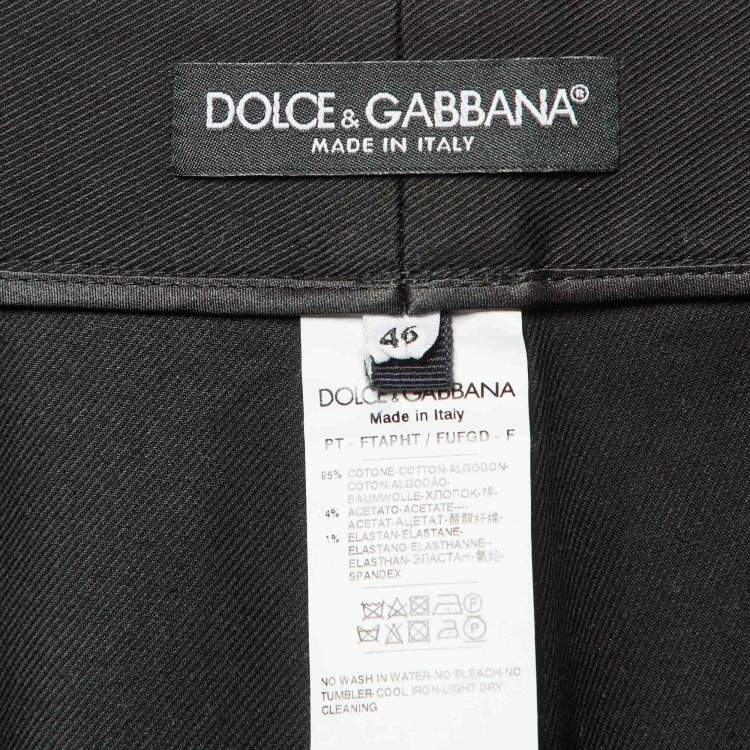 DOLCE & GABBANA®
MADE IN ITALY
46
DOLCE & GABBANA
Made in Italy
PT - FTAPHT / FUFGD - F
95% COTONE-COTTON-ALGODON-
COTON-ALGODÃO-
BAUMWOLLE-ХЛОПОК-棉-
4% ACETATO-ACETATE----
ACETAT-АЦЕТАТ-醋酸纤维-
1% ELASTAN-ELASTANE-
ELASTANO-ELASTHANNE--
ELASTHAN-ЭЛАСТАН-氨纶-
SPANDEX
NO WASH IN WATER-NO BLEACH-NO
TUMBLER-COOL IRON-LIGHT DRY
CLEANING